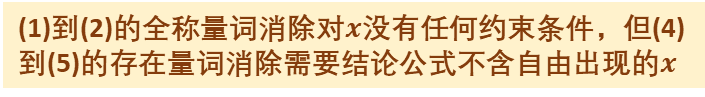 (1)到(2)的全称量词消除对x没有任何约束条件，但(4)
到(5)的存在量词消除需要结论公式不含自由出现的x